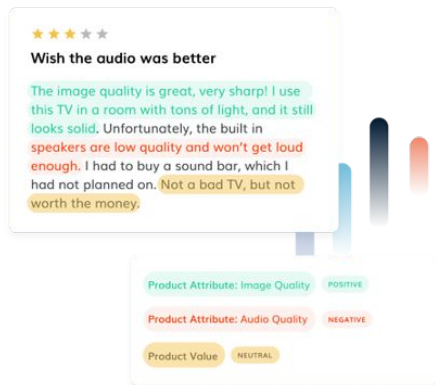 Wish the audio was better
The image quality is great, very sharp! I use
this TV in a room with tons of light, and it still
looks solid. Unfortunately, the built in
speakers are low quality and won't get loud
enough. I had to buy a sound bar, which I
had not planned on. Not a bad TV, but not
worth the money.
Product Attribute: Image Quality POSITIVE
Product Attribute: Audio Quality NEGATIVE
Product Value NEUTRAL